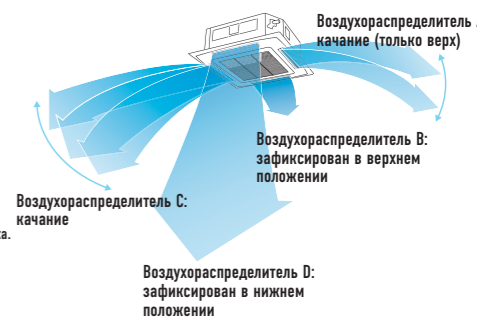 Воздухораспределитель
качание (только верх)
Воздухораспределитель B:
зафиксирован в верхнем
положении
Воздухораспределитель C:
качание
Воздухораспределитель D:
зафиксирован в нижнем
положении